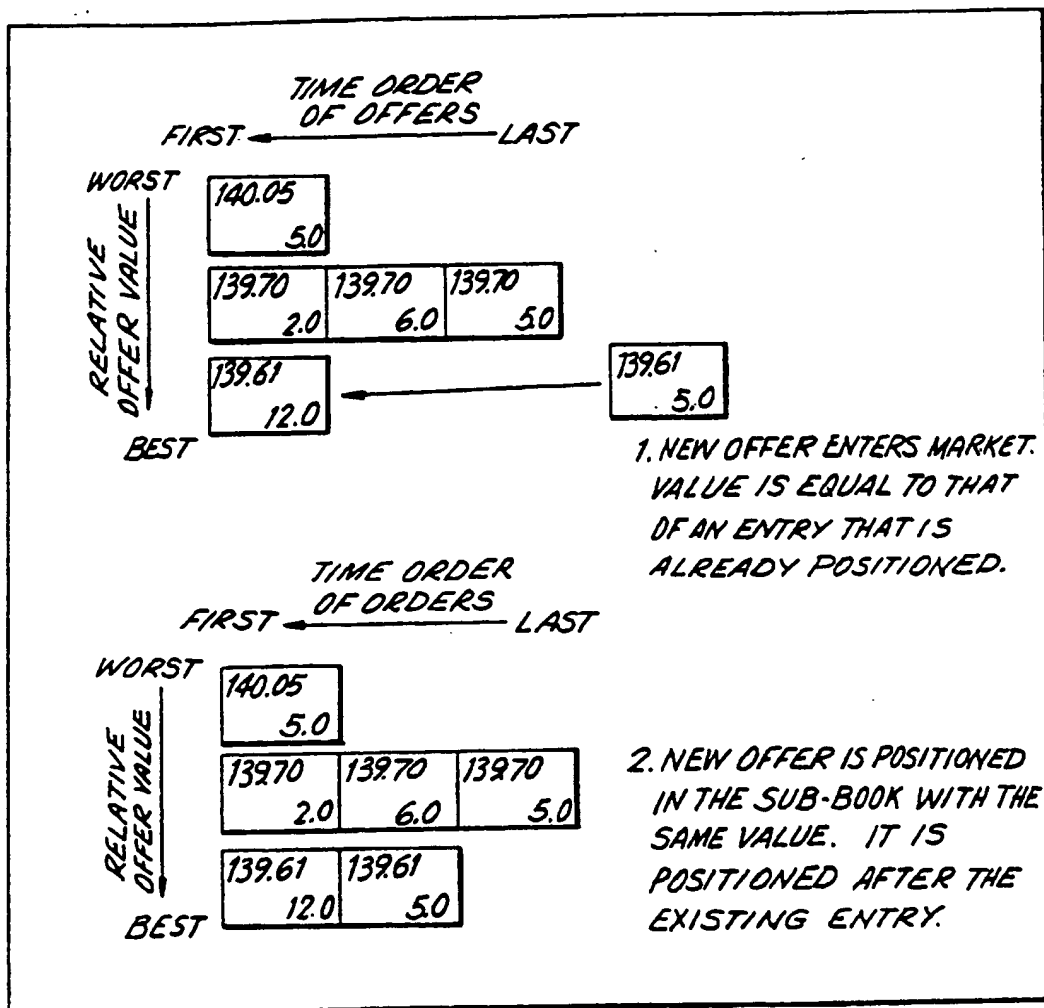 TIME ORDER
OF OFFERS
FIRST LAST
WORST
RELATIVE
OFFER VALUE
BEST
140.05
5.0
139.70 139.70 139.70
2.0 6.0 5.0
139.61 139.61
12.0 5.0
1. NEW OFFER ENTERS MARKET.
VALUE IS EQUAL TO THAT
OF AN ENTRY THAT IS
ALREADY POSITIONED.
TIME ORDER
OF ORDERS
FIRST LAST
WORST
RELATIVE
OFFER VALUE
BEST
140.05
5.0
139.70 139.70 139.70
2.0 6.0 5.0
139.61 139.61
12.0 5.0
2. NEW OFFER IS POSITIONED
IN THE SUB-BOOK WITH THE
SAME VALUE. IT IS
POSITIONED AFTER THE
EXISTING ENTRY.